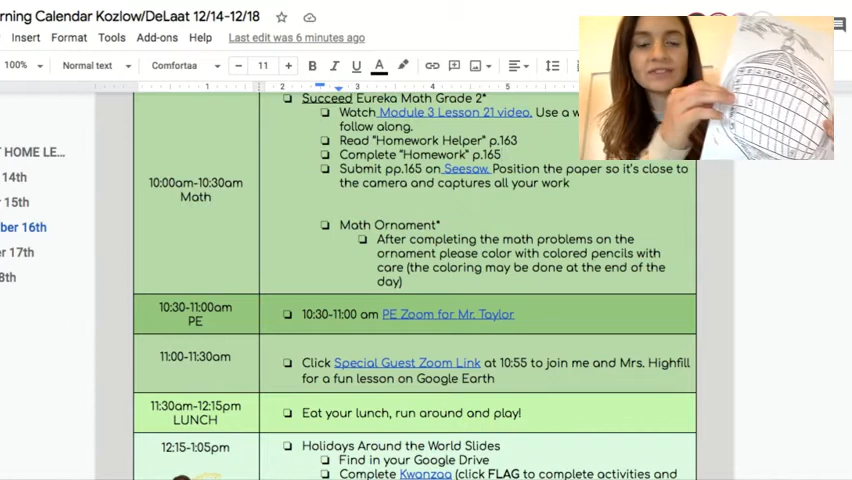 rning Calendar Kozlow/DeLaat 12/14-12/18
Insert Format Tools Add-ons Help Last edit was 6 minutes ago
100% Normal text Comfortaa 11
1 2 3 4 5
T HOME LE...
14th
r 15th
ber 16th
r 17th
8th
10:00am-10:30am
Math
Succeed Eureka Math Grade 2*
Watch Module 3 Lesson 21 video. Use a w
follow along.
Read "Homework Helper" p.163
Complete "Homework" p.165
Submit pp.165 on Seesaw. Position the paper so it's close to
the camera and captures all your work
Math Ornament*
After completing the math problems on the
ornament please color with colored pencils with
care (the coloring may be done at the end of the
day)
10:30-11:00am
PE
10:30-11:00 am PE Zoom for Mr. Taylor
11:00-11:30am
Click Special Guest Zoom Link at 10:55 to join me and Mrs. Highfill
for a fun lesson on Google Earth
11:30am-12:15pm
LUNCH
Eat your lunch, run around and play!
12:15-1:05pm
Holidays Around the World Slides
Find in your Google Drive
Complete Kwanzaa (click FLAG to complete activities and